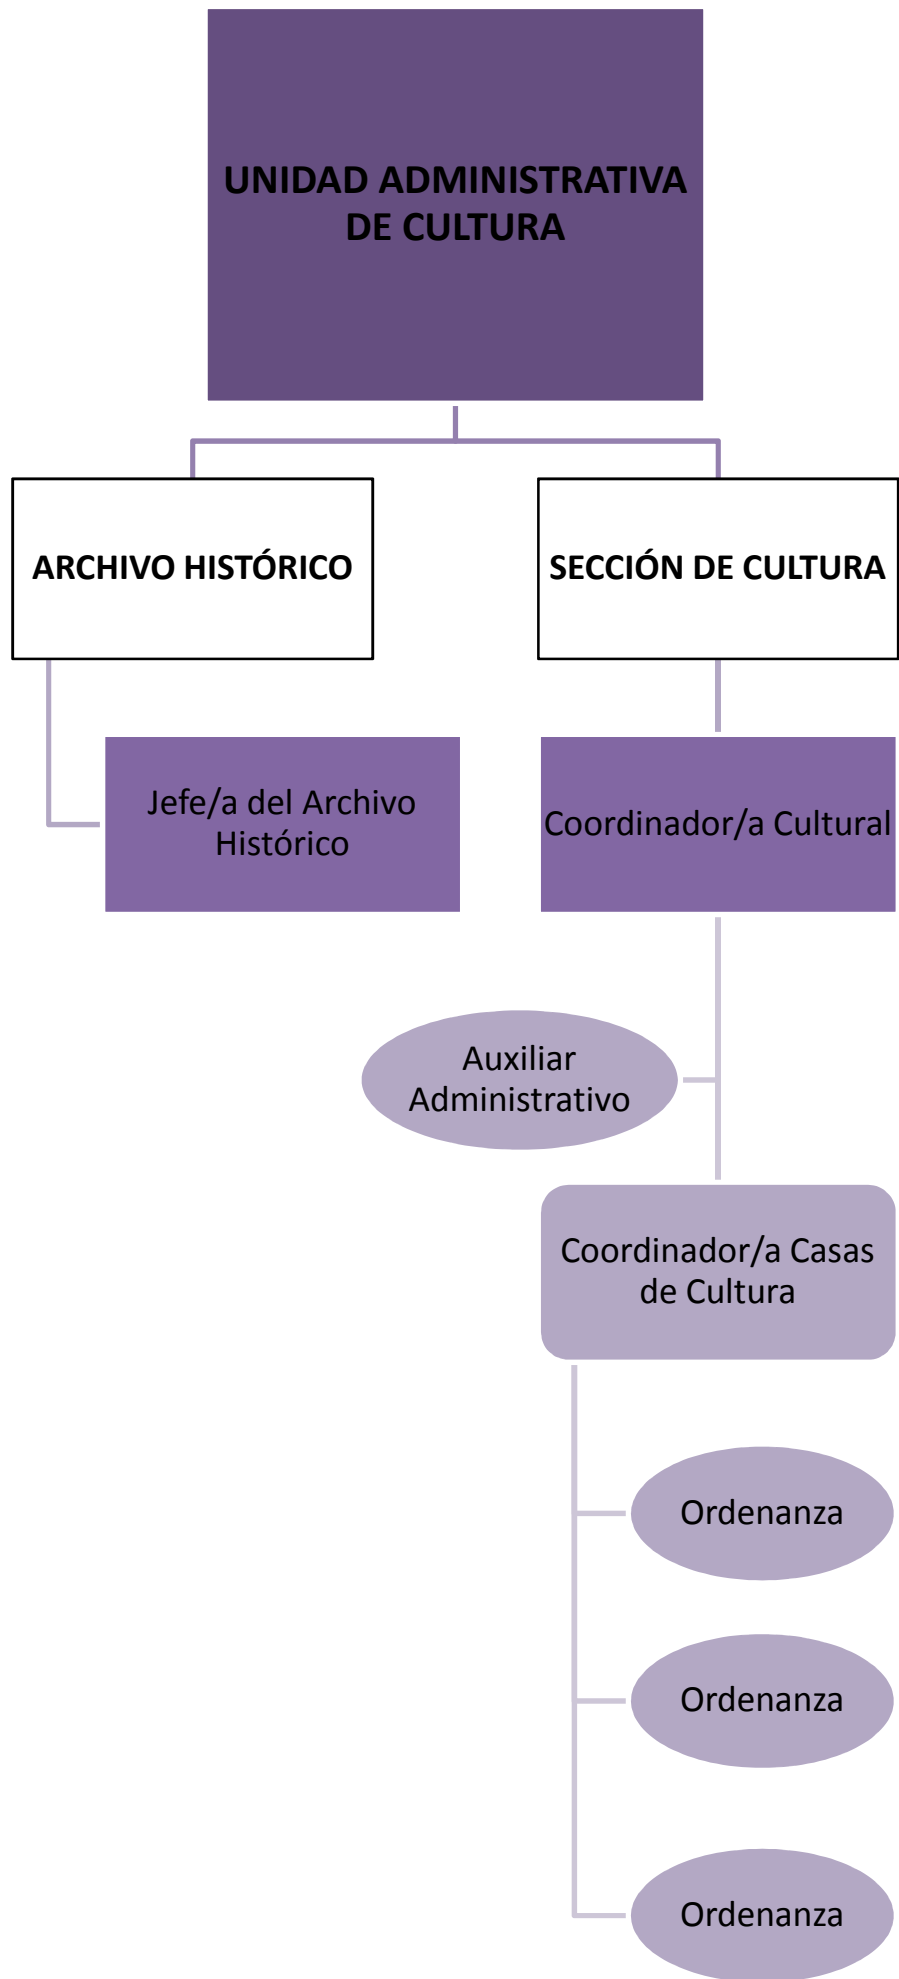 UNIDAD ADMINISTRATIVA
DE CULTURA
ARCHIVO HISTÓRICO
SECCIÓN DE CULTURA
Jefe/a del Archivo
Histórico
Coordinador/a Cultural
Auxiliar
Administrativo
Coordinador/a Casas
de Cultura
Ordenanza
Ordenanza
Ordenanza